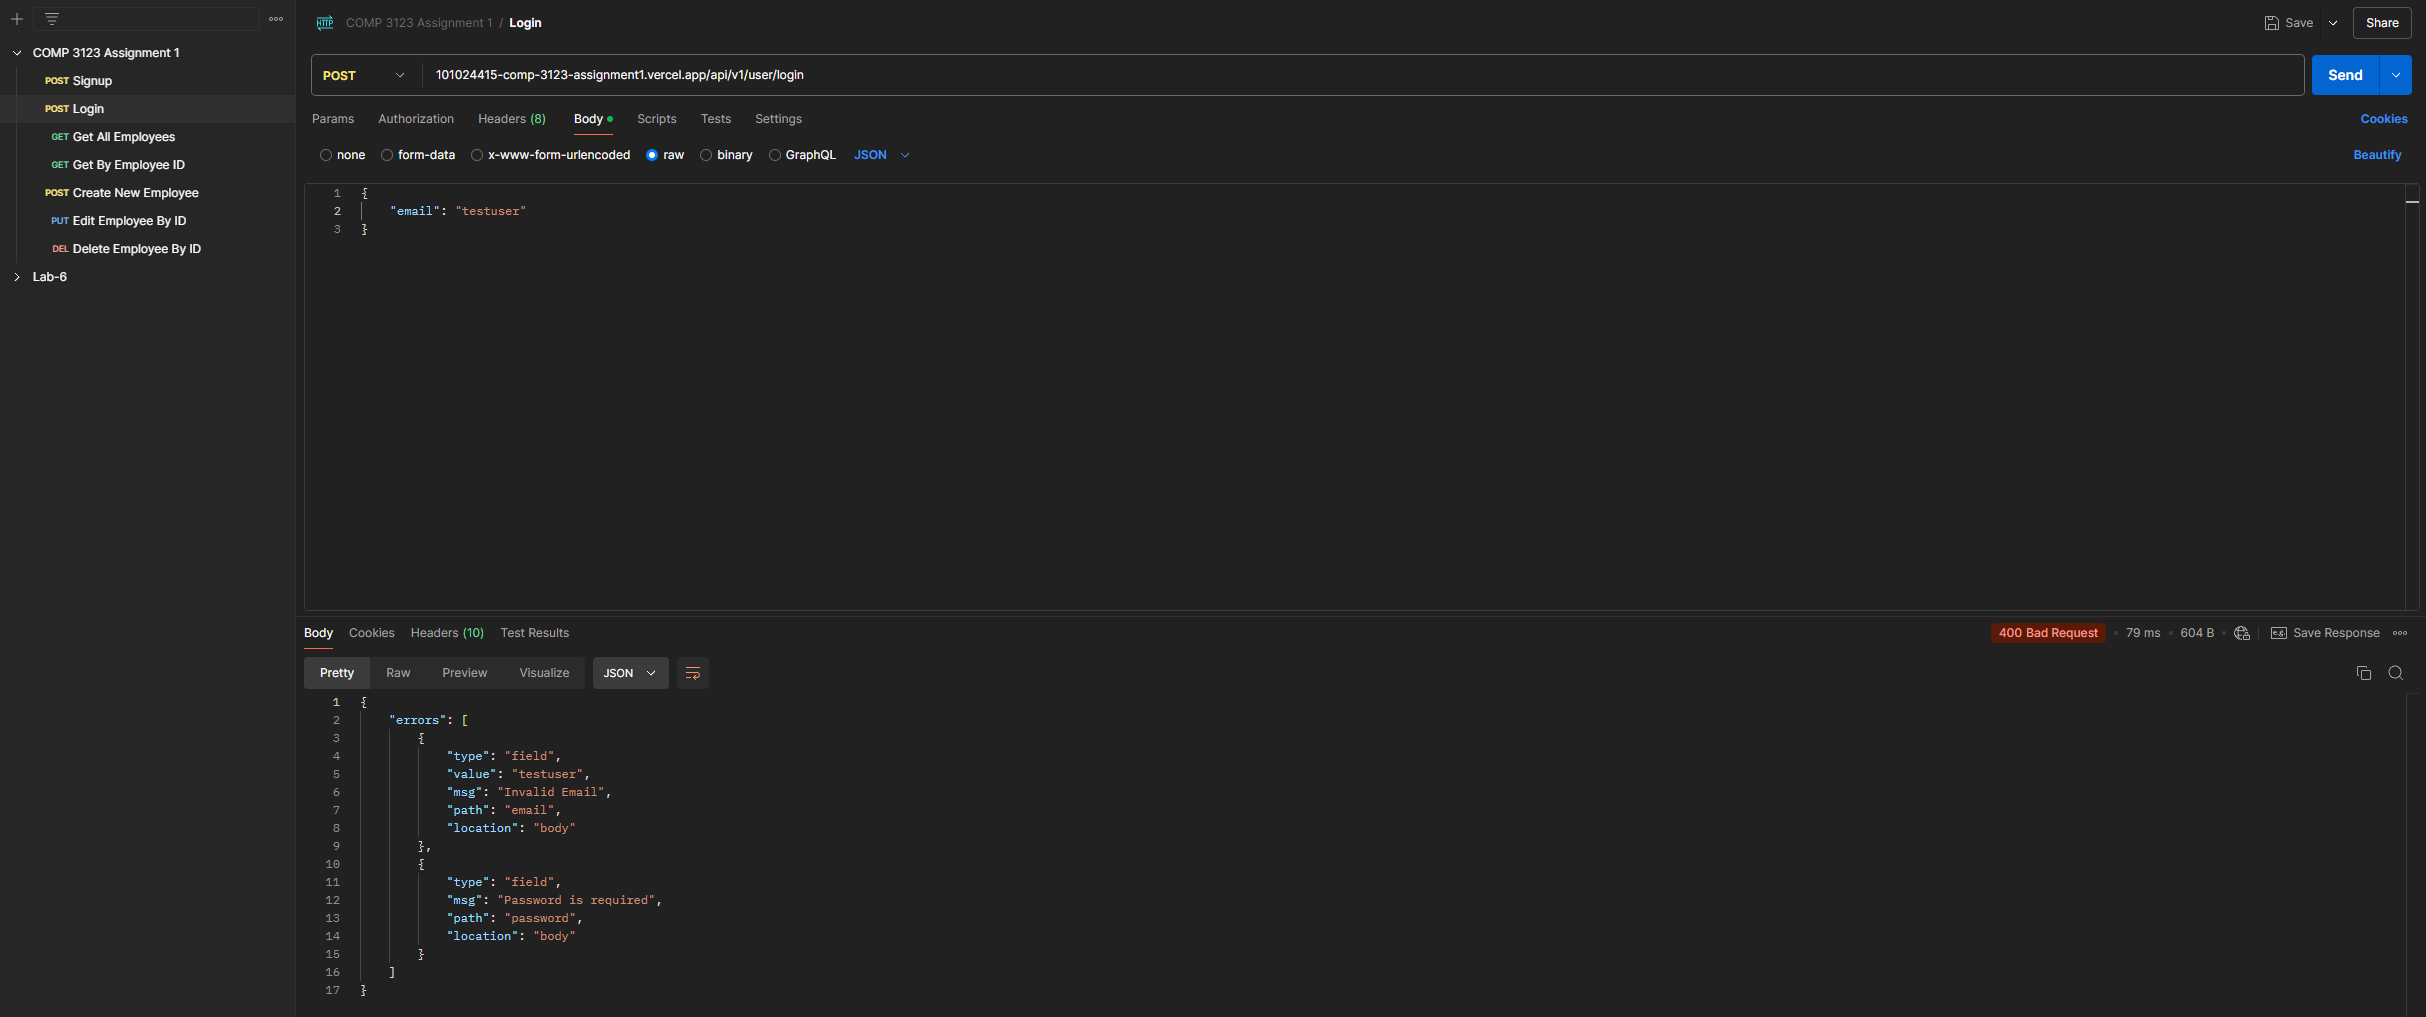 COMP 3123 Assignment 1
POST Signup
POST Login
GET Get All Employees
GET Get By Employee ID
POST Create New Employee
PUT Edit Employee By ID
DEL Delete Employee By ID
Lab-6
HTTP COMP 3123 Assignment 1 / Login
Save
Share
POST 101024415-comp-3123-assignment1.vercel.app/api/v1/user/login
Send
Params Authorization Headers (8) Body Scripts Tests Settings
Cookies
none form-data x-www-form-urlencoded raw binary GraphQL JSON
Beautify
1 {
2 "email": "testuser"
3 }
Body Cookies Headers (10) Test Results
400 Bad Request • 79 ms • 604 B • e.g. Save Response
Pretty Raw Preview Visualize JSON
1 {
2 "errors": [
3 {
4 "type": "field",
5 "value": "testuser",
6 "msg": "Invalid Email",
7 "path": "email",
8 "location": "body"
9 },
10 {
11 "type": "field",
12 "msg": "Password is required",
13 "path": "password",
14 "location": "body"
15 }
16 ]
17 }